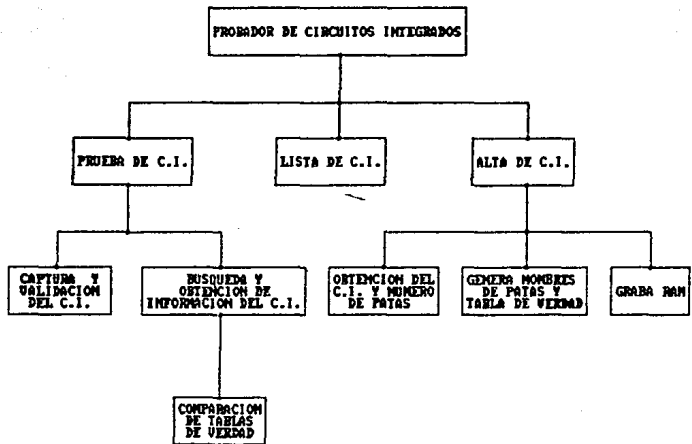 PROBADOR DE CIRCUITOS INTEGRADOS
PRUEBA DE C.I.
LISTA DE C.I.
ALTA DE C.I.
CAPTURA Y
VALIDACION
DEL C.I.
BUSQUEDA Y
OBTENCION DE
INFORMACION DEL C.I.
OBTENCION DEL
C.I. Y NUMERO
DE PATAS
GENERA NOMBRES
DE PATAS Y
TABLA DE VERDAD
GRABA RAM
COMPARACION
DE TABLAS
DE VERDAD